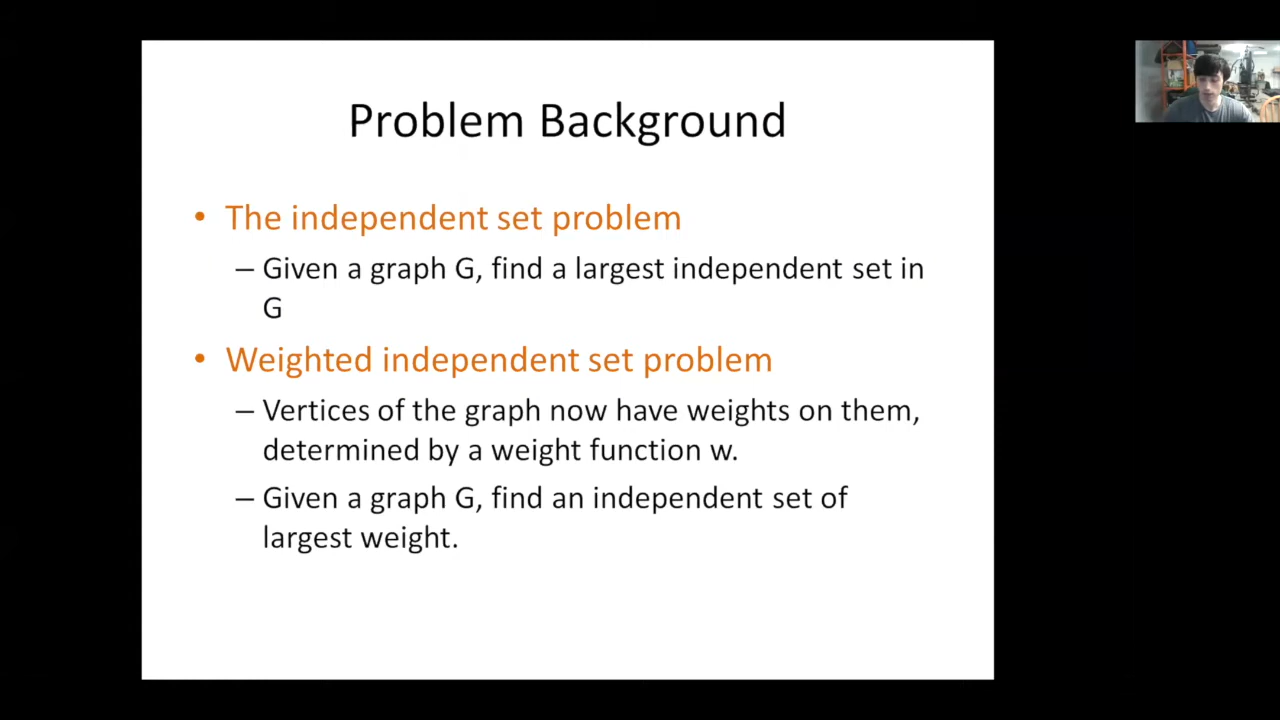 Problem Background
• The independent set problem
– Given a graph G, find a largest independent set in
G
• Weighted independent set problem
– Vertices of the graph now have weights on them,
determined by a weight function w.
– Given a graph G, find an independent set of
largest weight.